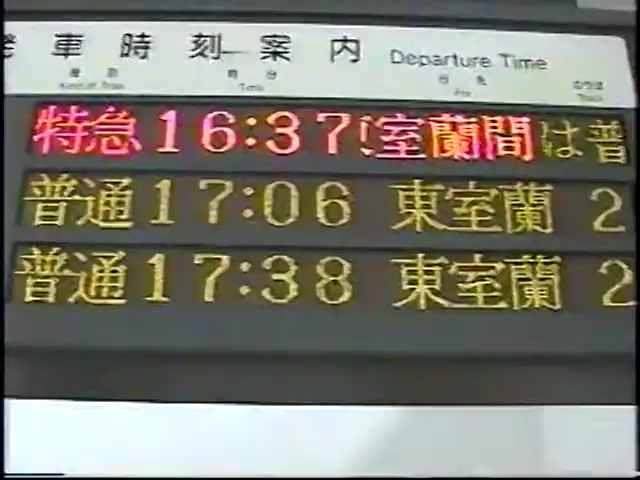 車時刻案内 Departure Time
特急 16:37 室蘭間は普
普通 17:06 東室蘭 2
普通 17:38 東室蘭 2